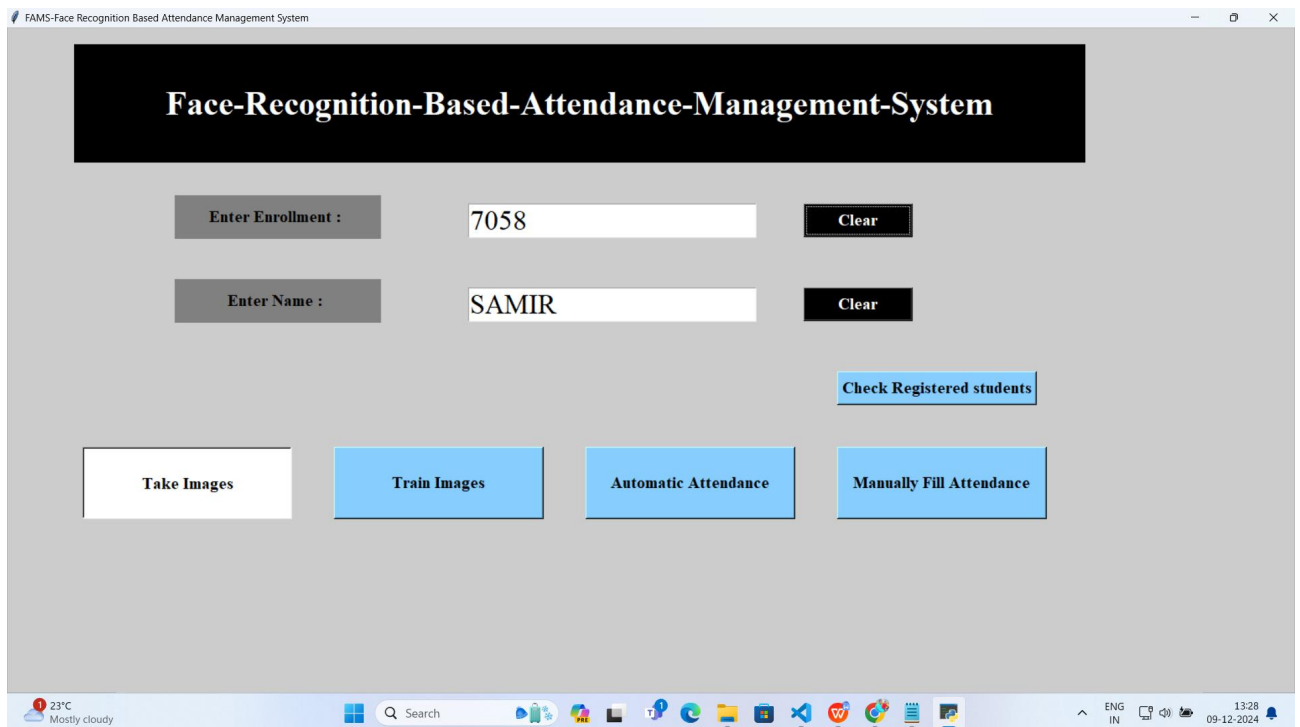 FAMS-Face Recognition Based Attendance Management System
Face-Recognition-Based-Attendance-Management-System
Enter Enrollment : 7058 Clear
Enter Name : SAMIR Clear
Check Registered students
Take Images Train Images Automatic Attendance Manually Fill Attendance
1 23°C
Mostly cloudy
Search
PRE
ENG
IN
13:28
09-12-2024